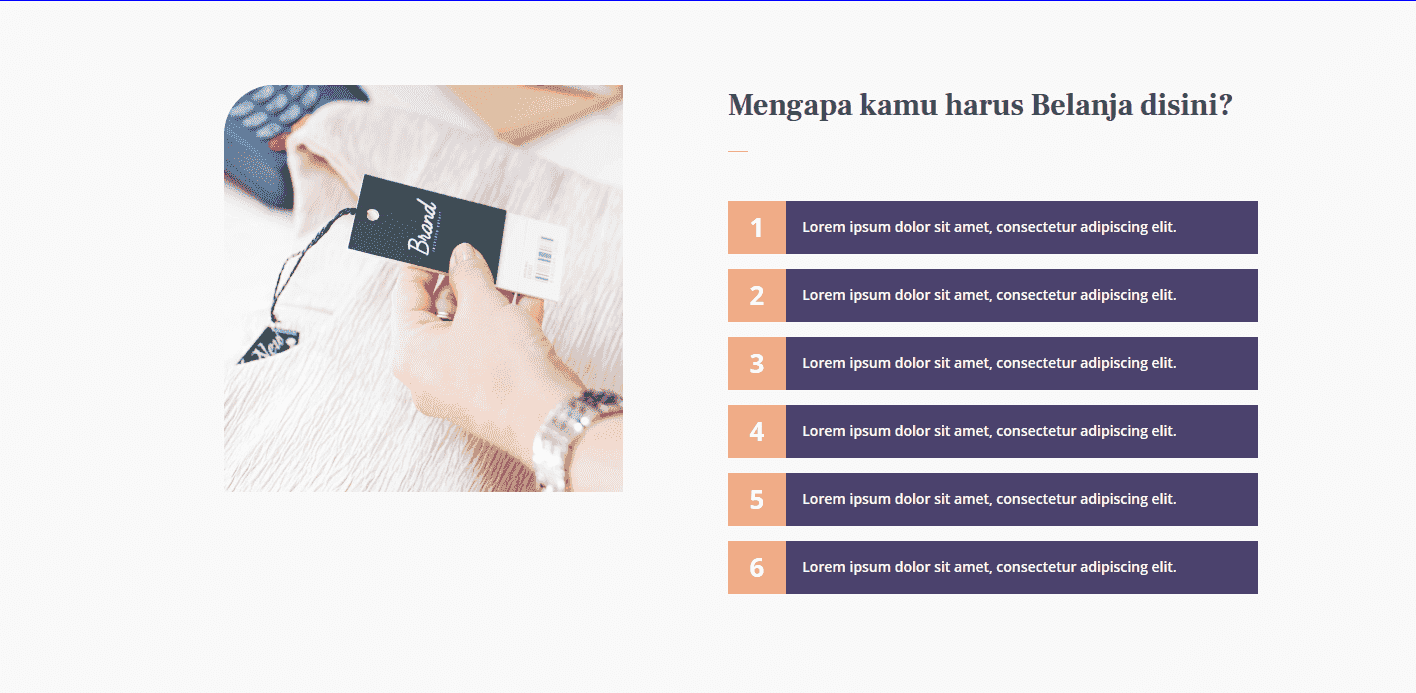 Mengapa kamu harus Belanja disini?
Brand
New
1 Lorem ipsum dolor sit amet, consectetur adipiscing elit.
2 Lorem ipsum dolor sit amet, consectetur adipiscing elit.
3 Lorem ipsum dolor sit amet, consectetur adipiscing elit.
4 Lorem ipsum dolor sit amet, consectetur adipiscing elit.
5 Lorem ipsum dolor sit amet, consectetur adipiscing elit.
6 Lorem ipsum dolor sit amet, consectetur adipiscing elit.